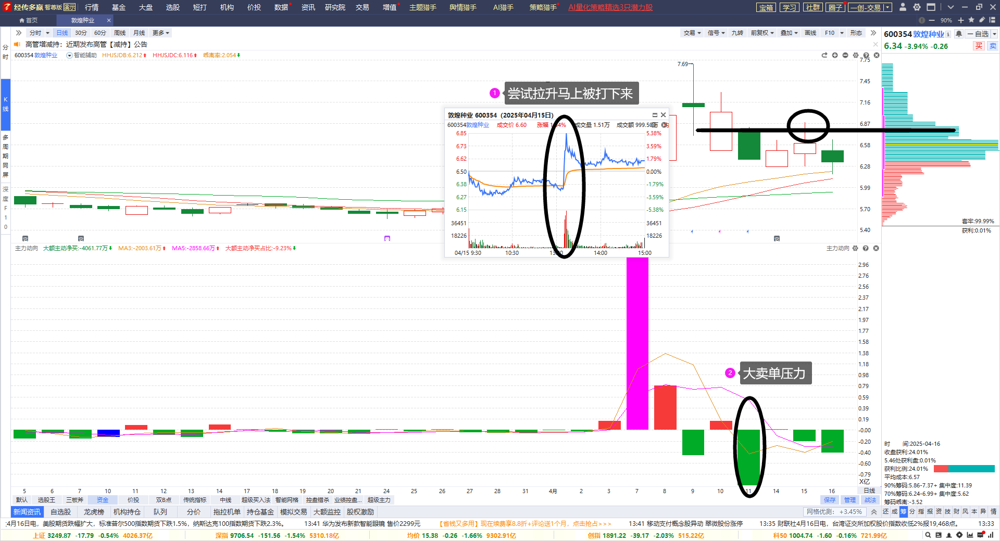 轻传多赢 智尊版 演示 行情 基金 大盘 选股 短打 机构 价投 数据 资讯 研究院 交易 增值 主题猎手 舆情猎手 AI猎手 策略猎手 AI量化策略精选3只潜力股 宝箱 学习 社群 圈子 一创-交易
首页 敦煌种业 × 90%
分时 日线 30分 60分 周线 月线 更多 交易 信号 九转 前复权 叠加 画线 F10 形态
600354 敦煌种业 自选
6.34 -3.94% -0.26 买 卖
高管增减持：近期发布高管【减持】公告
600354 敦煌种业 智能辅助 HHJSJDB:6.212 HHJSJDC:6.116 乖离率:2.054
分时
K线
多周期同屏
深度F10
7.69
1 尝试拉升马上被打下来
敦煌种业 600354（2025年04月15日）
600354敦煌种业 成交价 6.60 涨幅 成交量 1.51万 成交额
6.85 5.38%
6.73 3.59%
6.62 1.79%
6.50 0.00%
6.38 -1.79%
6.27 -3.59%
6.15 -5.38%
36451 36451
18226 18226
04/15 9:30 10:30 14:00 15:00
7.75
7.45
7.16
6.87
6.58
6.28
5.99
5.70
5.40
套牢:99.99%
获利:0.01%
主力动向 大额主动净买:-4061.77万 MA3:-2003.61万 MA5:-2858.66万 大额主动净买占比:-9.23% 主力动向
2.96
2.76
2.56
2.37
2.17
1.97
1.77
1.58
1.38
1.18
0.98
0.79
0.59
0.39
0.19
-0.00
-0.20
-0.40
-0.60
-0.79
X亿
2 大卖单压力
5 6 7 10 11 12 13 14 17 18 19 20 21 24 25 26 27 28 31 4月 2 3 7 8 9 10 11 14 15 16 日线
时 间:2025-04-16
收盘获利:24.01%
5.46处获利盘:0.01%
获利比例:24.01%
平均成本:6.57
90%筹码:5.86-7.37+ 集中度:11.39
70%筹码:6.24-6.99+ 集中度:5.62
筹码乖离:-3.52
默认 选股王 三板斧 资金 价投 双B点 传统指标 中线 超级买入法 智能网格 控盘错杀 业绩控盘... 超级主力 保存 管理 战法
新闻资讯 自选股 龙虎榜 机构持仓 队列 分价 拖拉机单 持仓基金 模拟交易 大额监控 股权激励 网格优测: +3.45% 还 成 筹 分 指 报 资 技 财 风 本 异 情
:4月16日电，美股期货跌幅扩大，标准普尔500指数期货下跌1.5%，纳斯达克100指数期货下跌2.3%。 13:41 华为发布新款智能眼镜 售价2299元 【省钱又多用】现在续费享8.8折+评论送1个月，点击抢占>>> 13:41 移动支付概念股异动 翠微股份涨停 13:35 财联社4月16日电，台湾证交所加权股价指数收低2%报19,468点。 13:33
上证 3249.87 -17.79 -0.54% 4026.37亿 深指 9706.54 -151.56 -1.54% 5310.18亿 均价 15.38 -0.26 -1.66% 9302.91亿 创指 1891.22 -39.17 -2.03% 515.22亿 科50 1004.74 -1.60 -0.16% 721.99亿